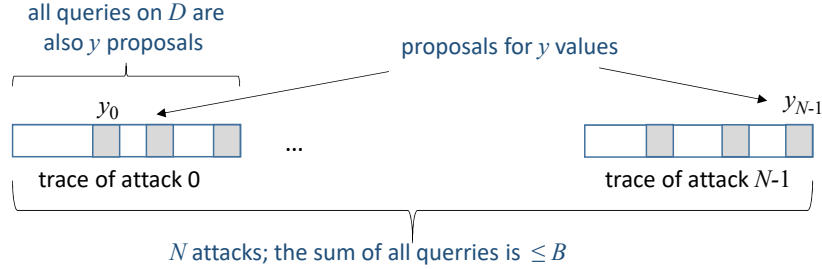 all queries on D are
also y proposals
proposals for y values
y0
yN-1
...
trace of attack 0
trace of attack N-1
N attacks; the sum of all querries is ≤ B